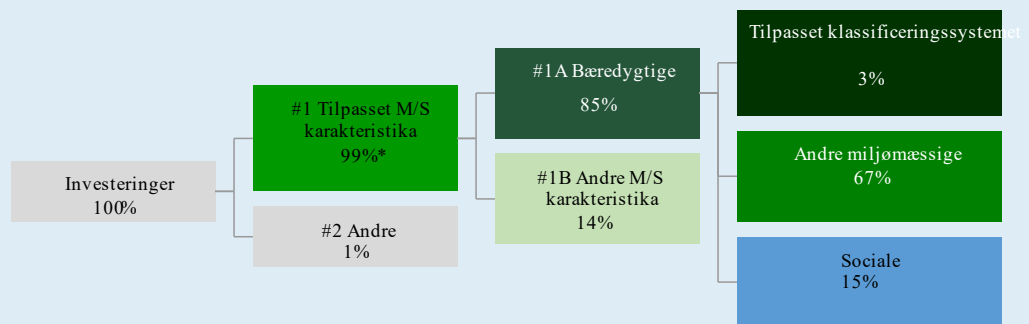 Investeringer
100%
#1 Tilpasset M/S
karakteristika
99%*
#2 Andre
1%
#1A Bæredygtige
85%
#1B Andre M/S
karakteristika
14%
Tilpasset klassificeringssystemet
3%
Andre miljømæssige
67%
Sociale
15%